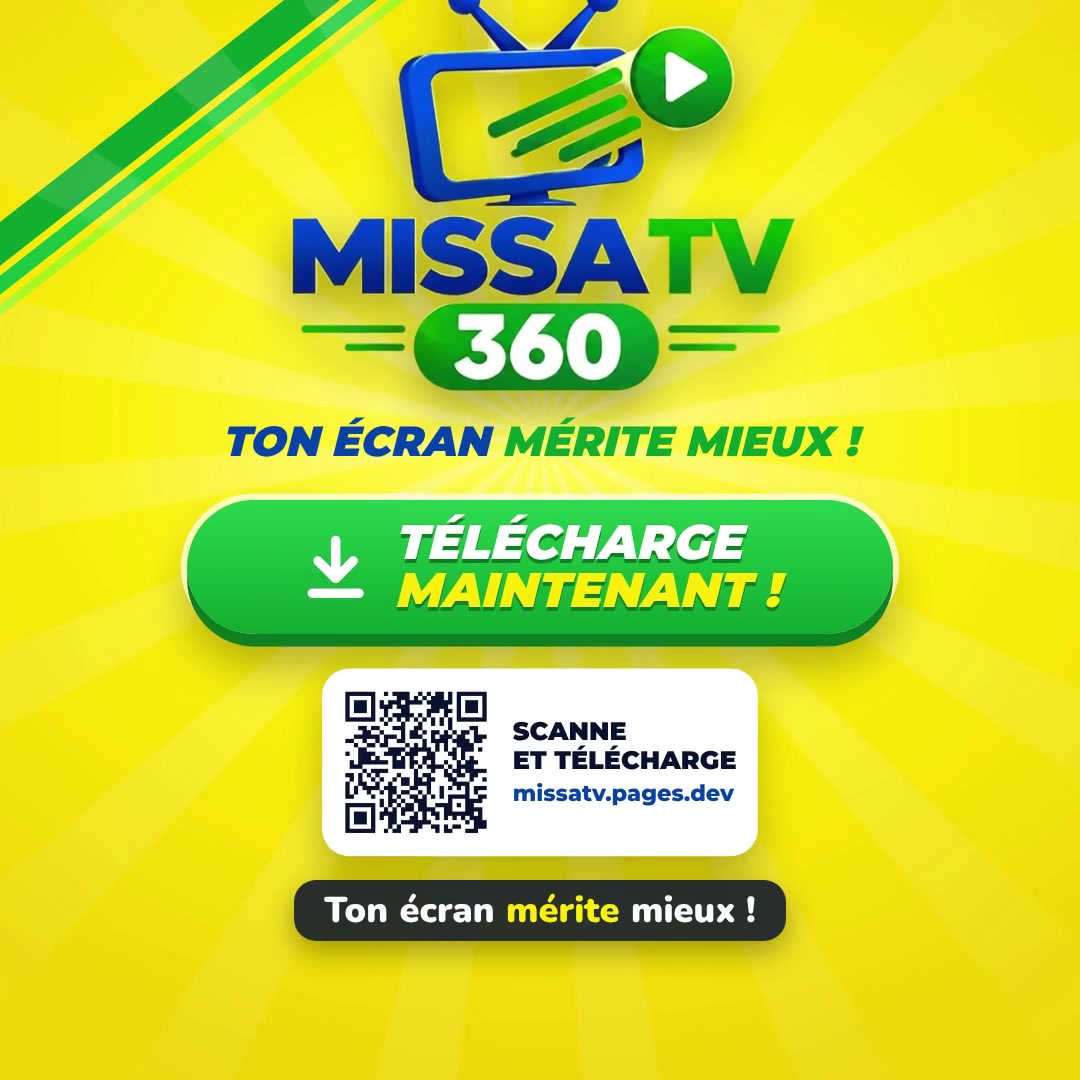 MISSATV
360
TON ÉCRAN MÉRITE MIEUX !
TÉLÉCHARGE
MAINTENANT !
SCANNE
ET TÉLÉCHARGE
missatv.pages.dev
Ton écran mérite mieux !